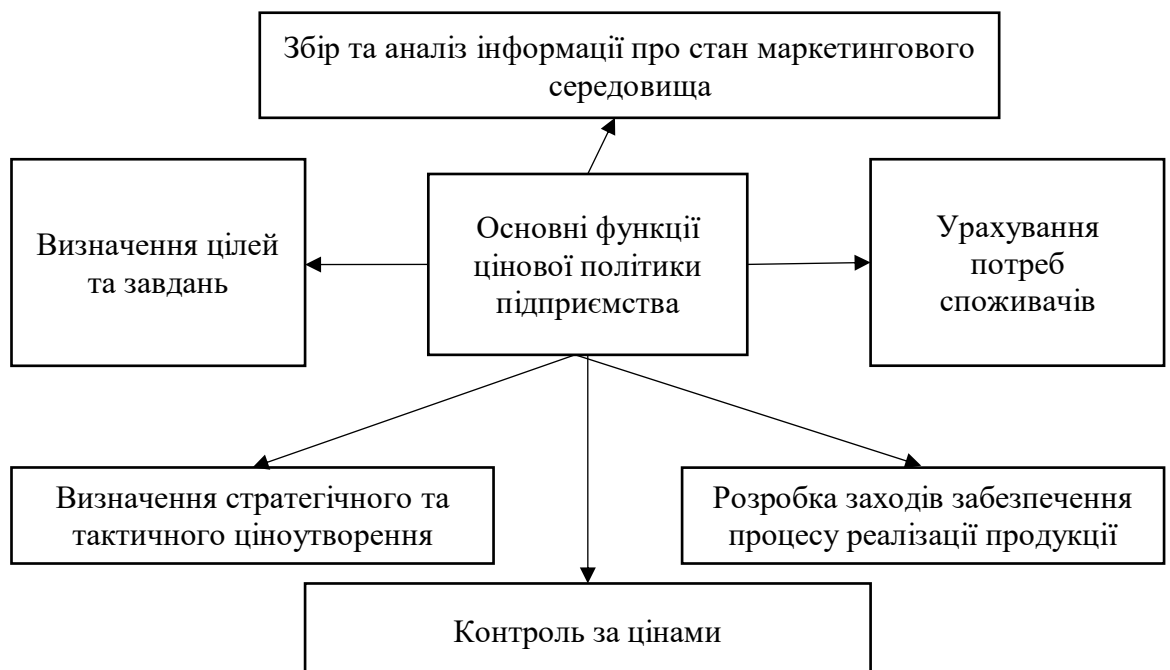 Збір та аналіз інформації про стан маркетингового
середовища
Визначення цілей
та завдань
Основні функції
цінової політики
підприємства
Урахування
потреб
споживачів
Визначення стратегічного та
тактичного ціноутворення
Розробка заходів забезпечення
процесу реалізації продукції
Контроль за цінами